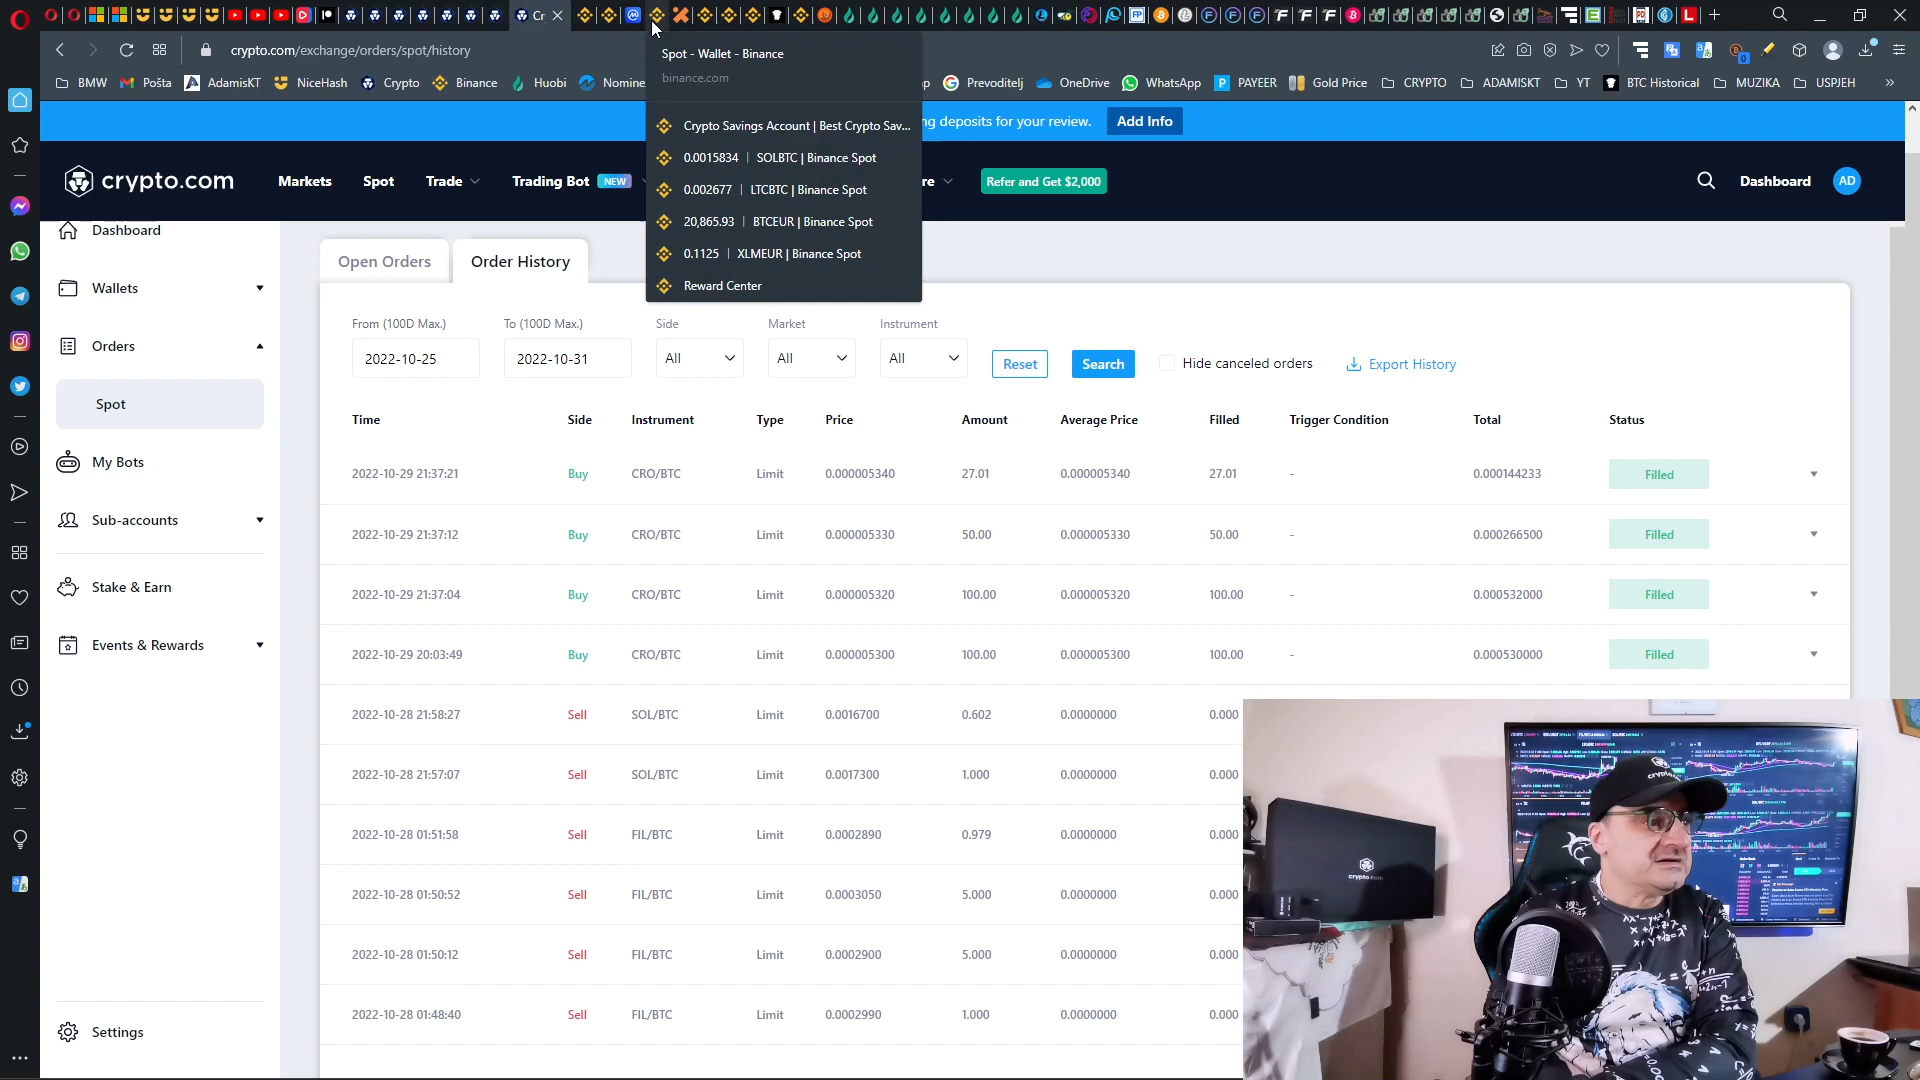 Cr
crypto.com/exchange/orders/spot/history
Spot - Wallet - Binance
binance.com
BMW
Pošta
AdamisKT
NiceHash
Crypto
Binance
Huobi
Nomine
Prevoditelj
OneDrive
WhatsApp
PAYEER
Gold Price
CRYPTO
ADAMISKT
YT
BTC Historical
MUZIKA
USPJEH
ng deposits for your review.
Add Info
Crypto Savings Account | Best Crypto Sav...
0.0015834 | SOLBTC | Binance Spot
0.002677 | LTCBTC | Binance Spot
20,865.93 | BTCEUR | Binance Spot
0.1125 | XLMEUR | Binance Spot
Reward Center
crypto.com
Markets
Spot
Trade
Trading Bot NEW
re
Refer and Get $2,000
Dashboard
AD
Dashboard
Wallets
Orders
Spot
My Bots
Sub-accounts
Stake & Earn
Events & Rewards
Settings
Open Orders
Order History
From (100D Max.) To (100D Max.) Side Market Instrument
2022-10-25 2022-10-31 All All All Reset Search Hide canceled orders Export History
Time Side Instrument Type Price Amount Average Price Filled Trigger Condition Total Status
2022-10-29 21:37:21 Buy CRO/BTC Limit 0.000005340 27.01 0.000005340 27.01 - 0.000144233 Filled
2022-10-29 21:37:12 Buy CRO/BTC Limit 0.000005330 50.00 0.000005330 50.00 - 0.000266500 Filled
2022-10-29 21:37:04 Buy CRO/BTC Limit 0.000005320 100.00 0.000005320 100.00 - 0.000532000 Filled
2022-10-29 20:03:49 Buy CRO/BTC Limit 0.000005300 100.00 0.000005300 100.00 - 0.000530000 Filled
2022-10-28 21:58:27 Sell SOL/BTC Limit 0.0016700 0.602 0.0000000 0.000
2022-10-28 21:57:07 Sell SOL/BTC Limit 0.0017300 1.000 0.0000000 0.000
2022-10-28 01:51:58 Sell FIL/BTC Limit 0.0002890 0.979 0.0000000 0.000
2022-10-28 01:50:52 Sell FIL/BTC Limit 0.0003050 5.000 0.0000000 0.000
2022-10-28 01:50:12 Sell FIL/BTC Limit 0.0002900 5.000 0.0000000 0.000
2022-10-28 01:48:40 Sell FIL/BTC Limit 0.0002990 1.000 0.0000000 0.000
crypto.com